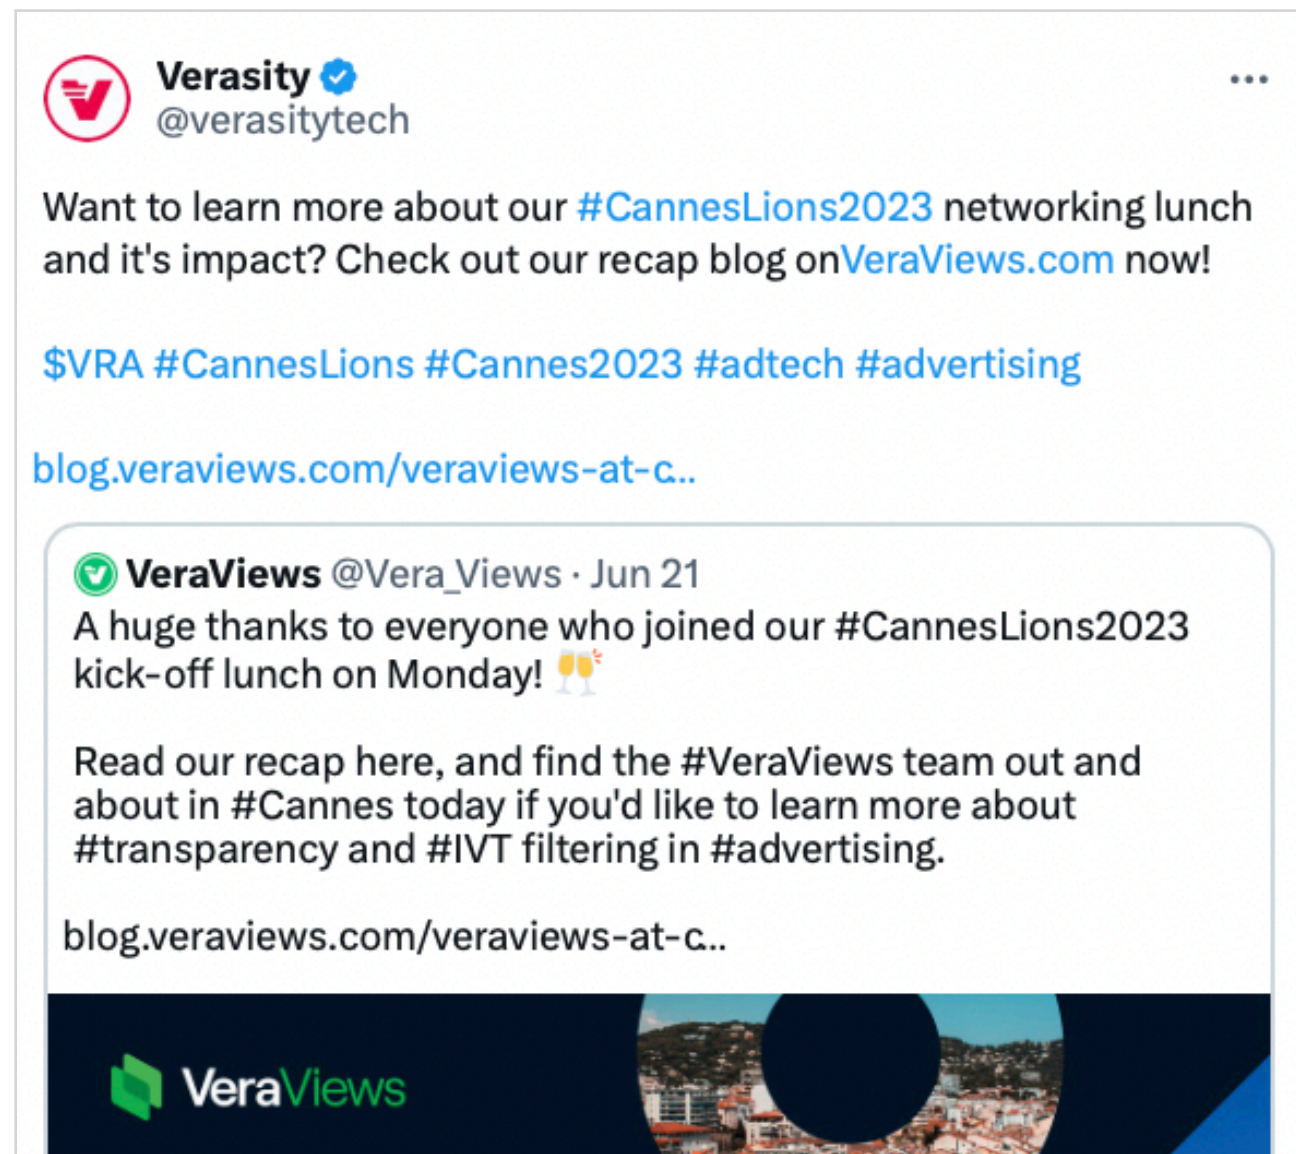 Verasity
@verasitytech
Want to learn more about our #CannesLions2023 networking lunch
and it's impact? Check out our recap blog onVeraViews.com now!
$VRA #CannesLions #Cannes2023 #adtech #advertising
blog.veraviews.com/veraviews-at-c...
VeraViews @Vera_Views · Jun 21
A huge thanks to everyone who joined our #CannesLions2023
kick-off lunch on Monday! 🥂
Read our recap here, and find the #VeraViews team out and
about in #Cannes today if you'd like to learn more about
#transparency and #IVT filtering in #advertising.
blog.veraviews.com/veraviews-at-c...
VeraViews